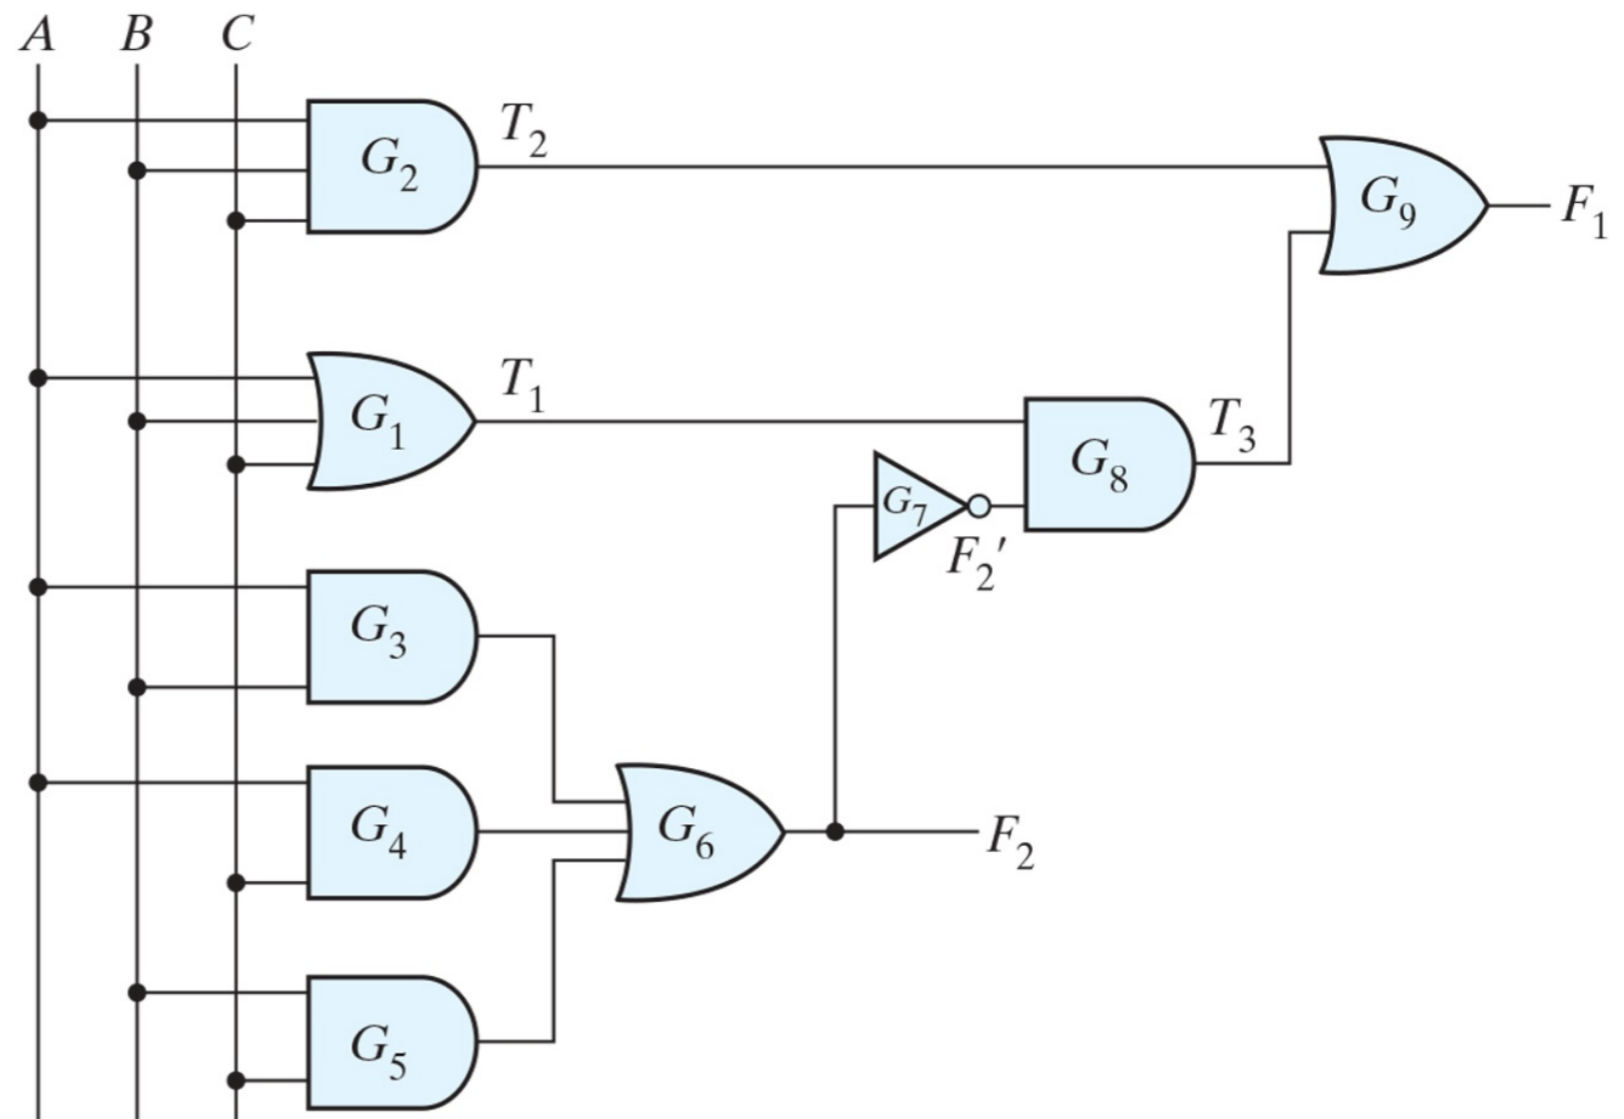 A B C
G₂ T₂
G₉ F₁
G₁ T₁
G₈ T₃
G₇
F₂′
G₃
G₄
G₆ F₂
G₅